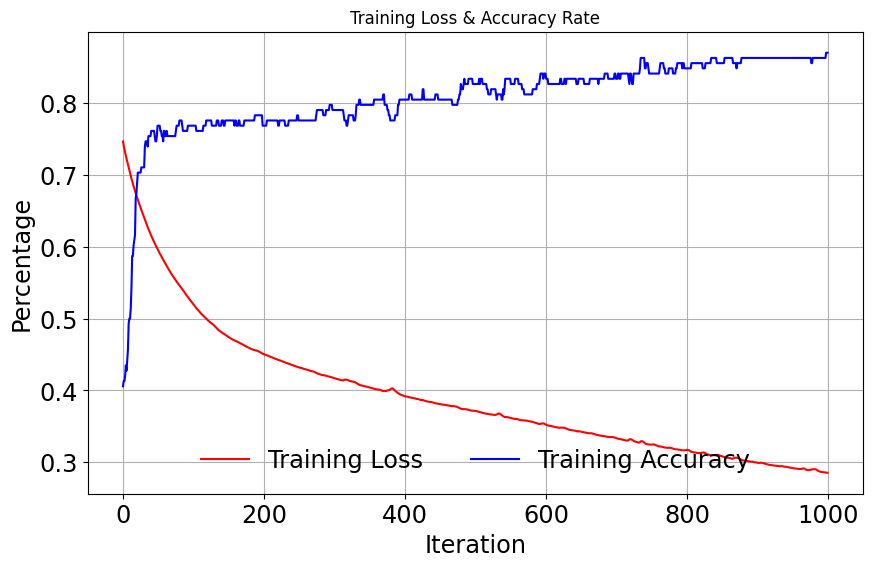 Training Loss & Accuracy Rate
Percentage
0.8
0.7
0.6
0.5
0.4
0.3
Training Loss
Training Accuracy
0 200 400 600 800 1000
Iteration